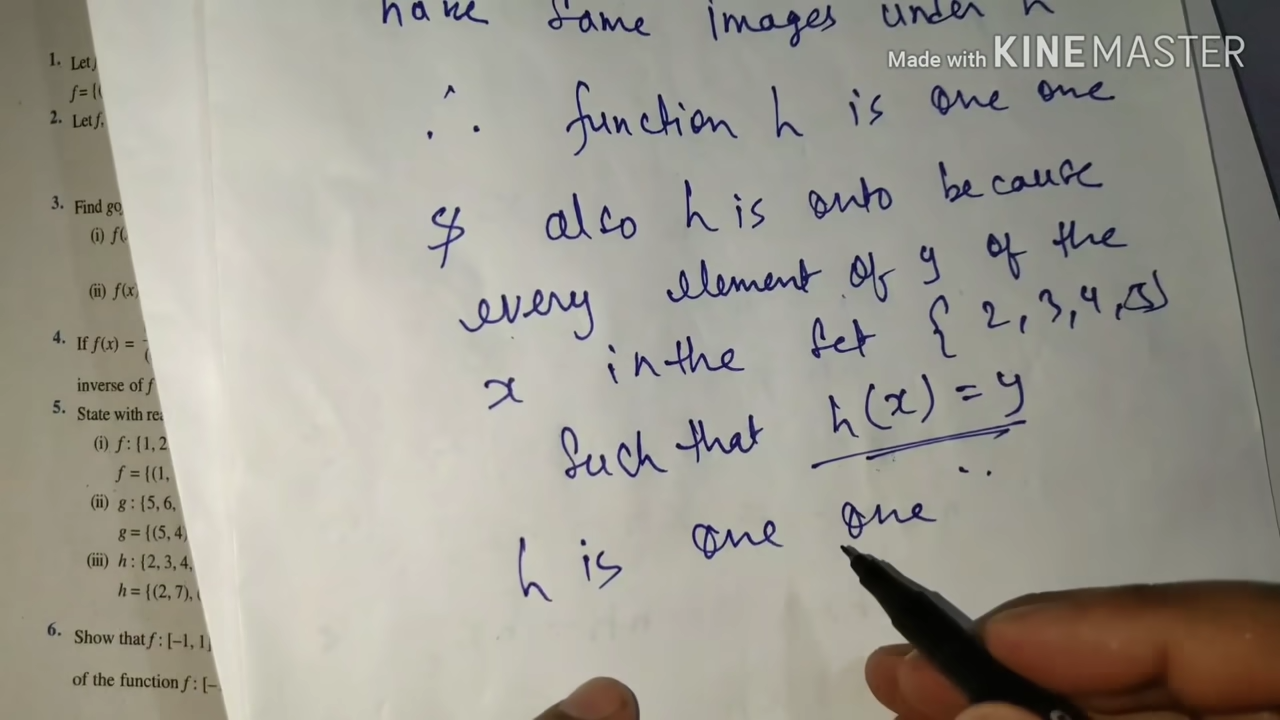 have same images under h
Made with KINEMASTER
∴ function h is one one
$ also h is onto because
every element of y of the
x in the set { 2, 3, 4, 5}
such that h(x) = y
∴
h is one one
1. Let
f = {(
2. Let f,
3. Find go
(i) f(
(ii) f(x)
4. If f(x) =
inverse of f
5. State with rea
(i) f : {1, 2
f = {(1,
(ii) g : {5, 6,
g = {(5, 4)
(iii) h : {2, 3, 4,
h = {(2, 7),
6. Show that f : [–1, 1]
of the function f : [–